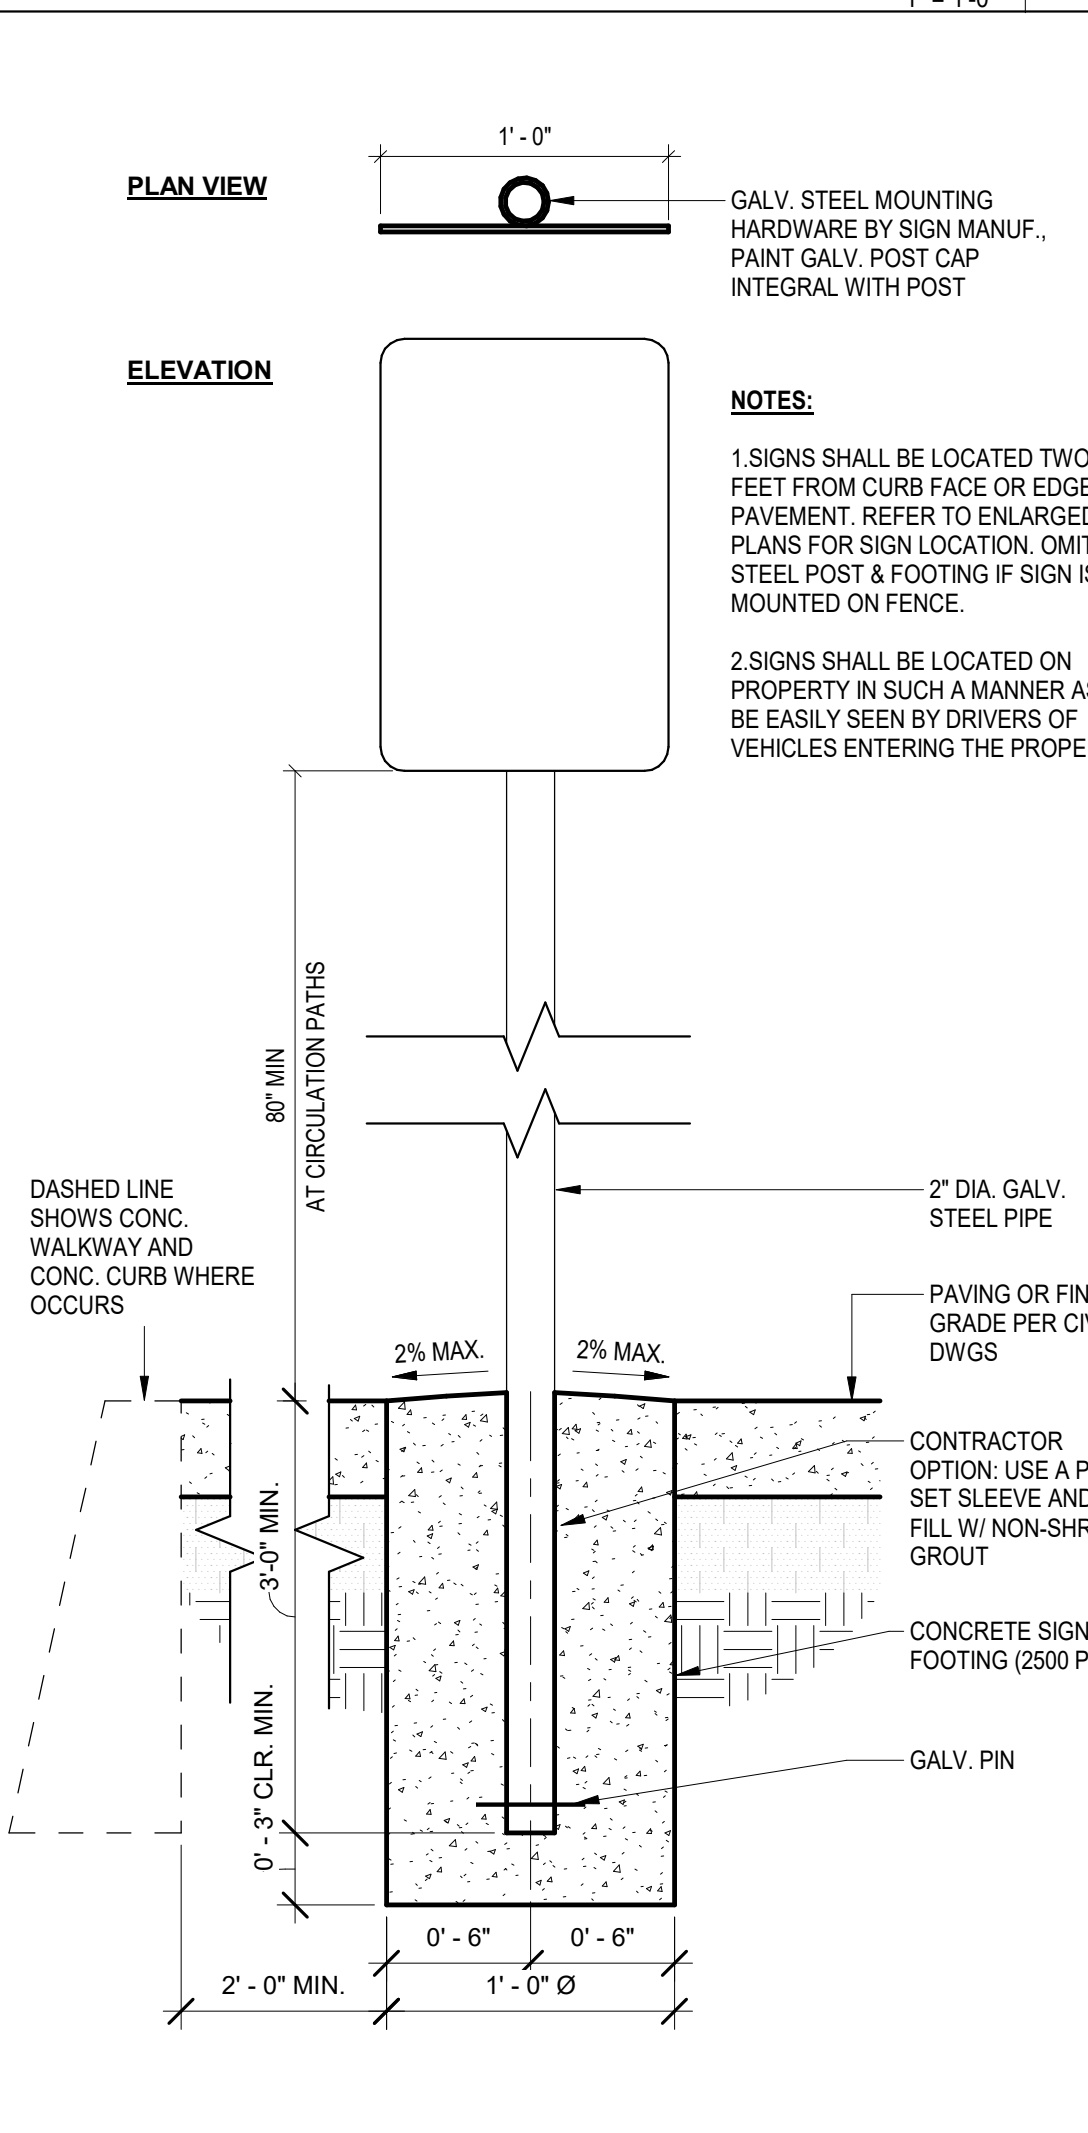 1' - 0"
PLAN VIEW
GALV. STEEL MOUNTING
HARDWARE BY SIGN MANUF.,
PAINT GALV. POST CAP
INTEGRAL WITH POST
ELEVATION
NOTES:
1.SIGNS SHALL BE LOCATED TWO
FEET FROM CURB FACE OR EDGE
PAVEMENT. REFER TO ENLARGED
PLANS FOR SIGN LOCATION. OMIT
STEEL POST & FOOTING IF SIGN IS
MOUNTED ON FENCE.
2.SIGNS SHALL BE LOCATED ON
PROPERTY IN SUCH A MANNER AS
BE EASILY SEEN BY DRIVERS OF
VEHICLES ENTERING THE PROPE
80" MIN
AT CIRCULATION PATHS
DASHED LINE
SHOWS CONC.
WALKWAY AND
CONC. CURB WHERE
OCCURS
2" DIA. GALV.
STEEL PIPE
PAVING OR FIN
GRADE PER CIV
DWGS
2% MAX.
2% MAX.
CONTRACTOR
OPTION: USE A P
SET SLEEVE AND
FILL W/ NON-SHR
GROUT
3'-0" MIN.
CONCRETE SIGN
FOOTING (2500 P
0' - 3" CLR. MIN.
GALV. PIN
0' - 6"
0' - 6"
2' - 0" MIN.
1' - 0" Ø